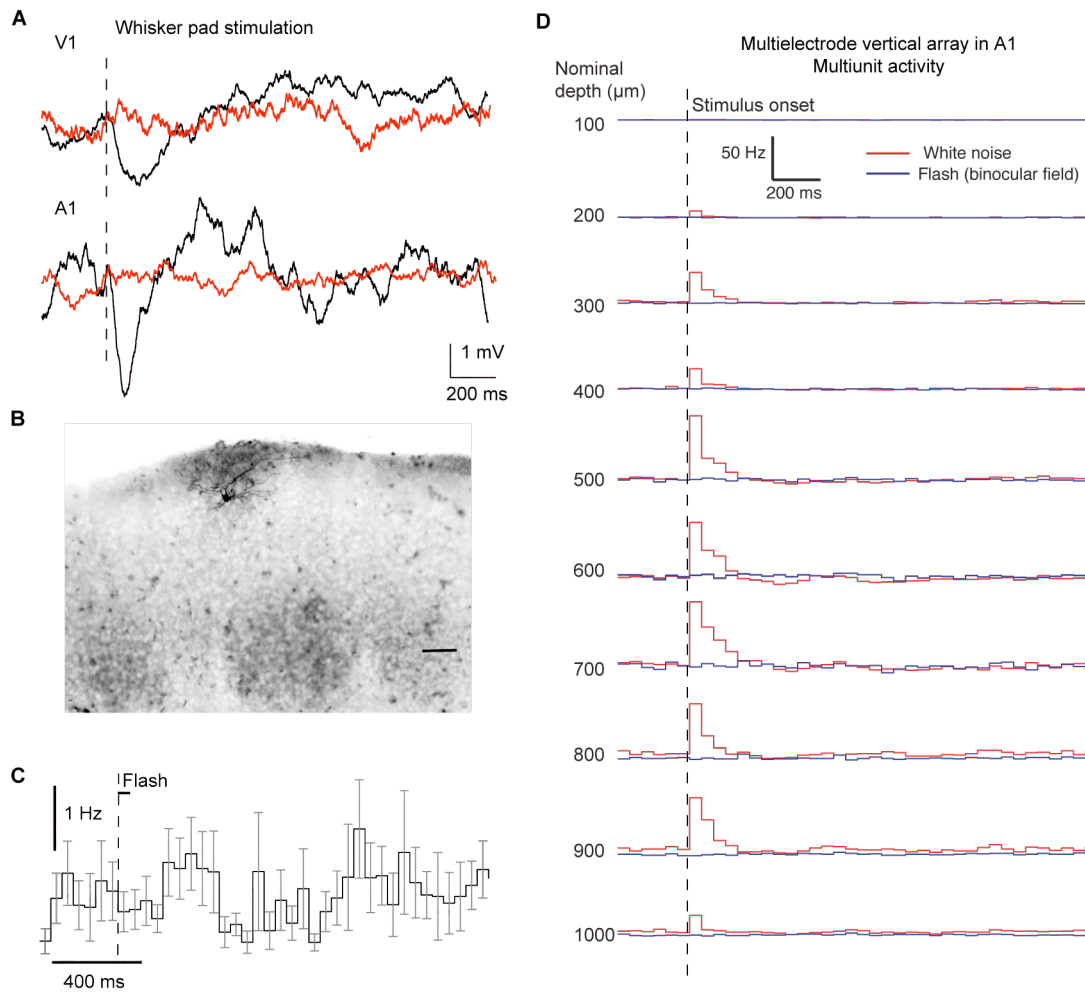 A
Whisker pad stimulation
V1
A1
1 mV
200 ms
B
C
Flash
1 Hz
400 ms
D
Multielectrode vertical array in A1
Multiunit activity
Nominal
depth (µm)
Stimulus onset
100
50 Hz
200 ms
White noise
Flash (binocular field)
200
300
400
500
600
700
800
900
1000